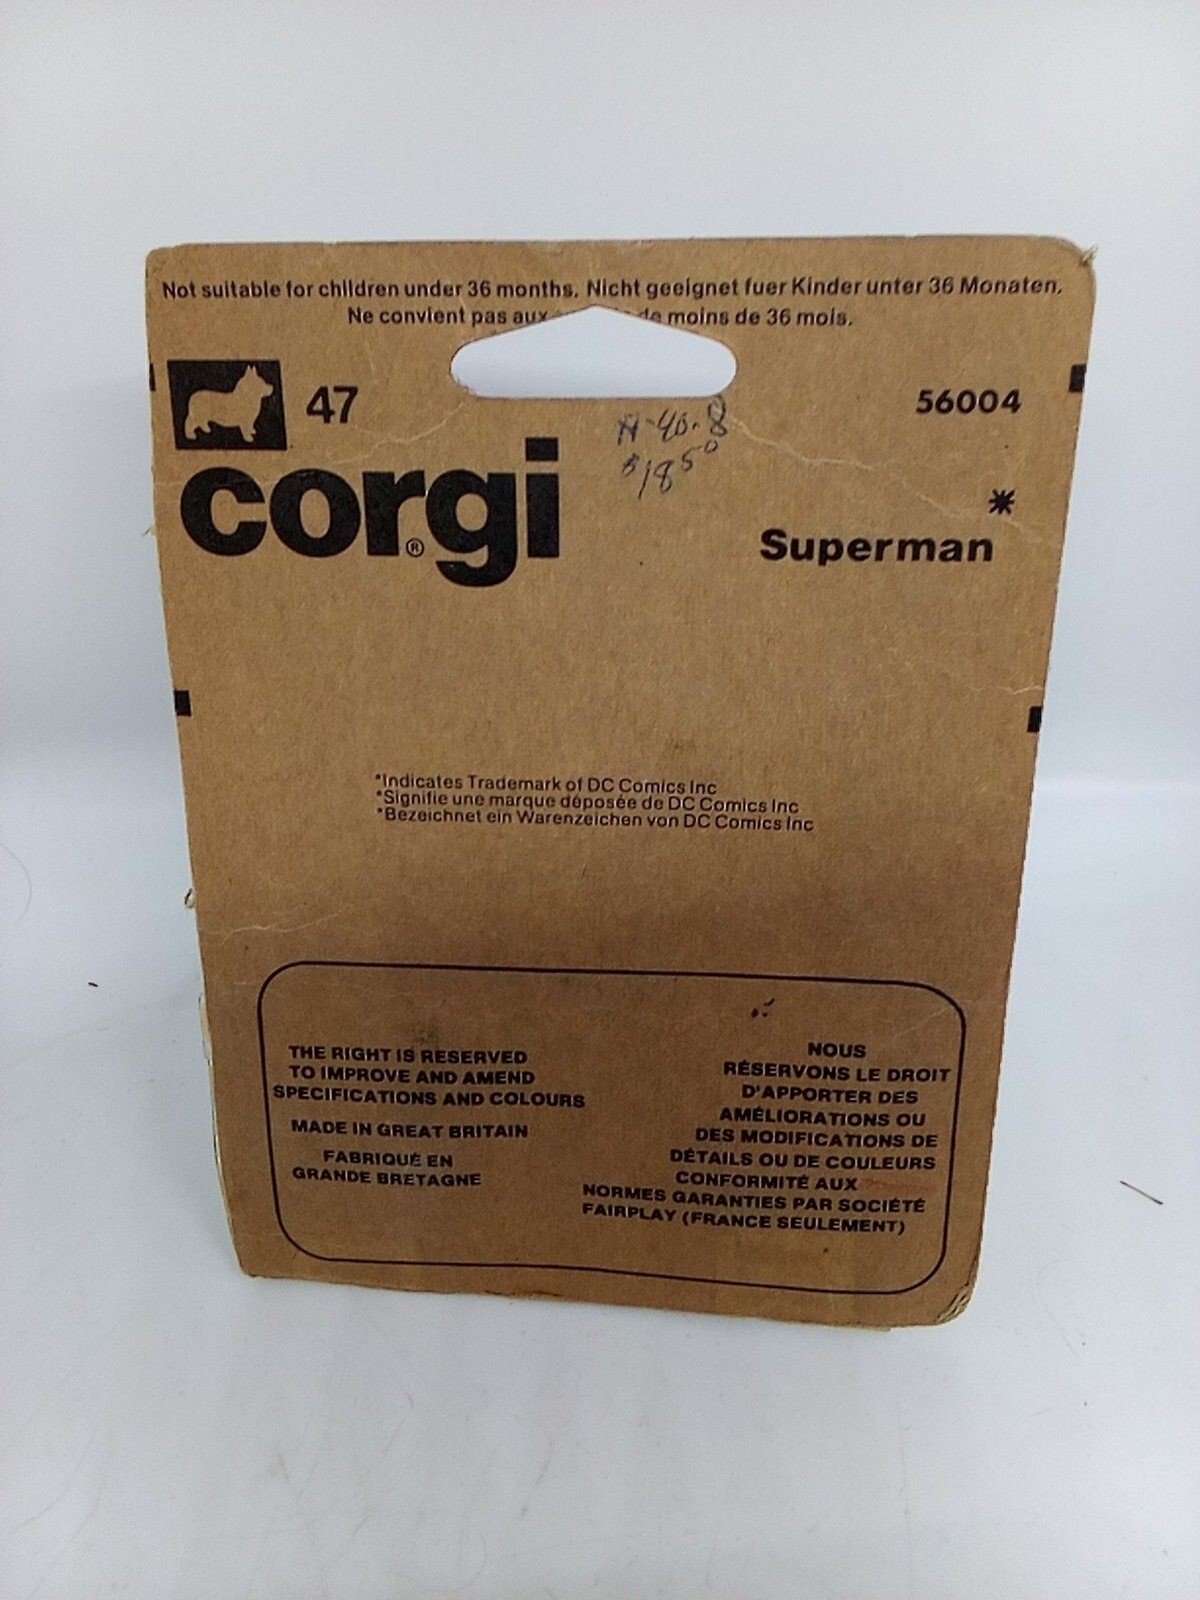 Not suitable for children under 36 months. Nicht geeignet fuer Kinder unter 36 Monaten.
Ne convient pas aux de moins de 36 mois.
47
56004
$18 50
corgi®
*
Superman
*Indicates Trademark of DC Comics Inc
*Signifie une marque déposée de DC Comics Inc
*Bezeichnet ein Warenzeichen von DC Comics Inc
THE RIGHT IS RESERVED
TO IMPROVE AND AMEND
SPECIFICATIONS AND COLOURS
MADE IN GREAT BRITAIN
FABRIQUÉ EN
GRANDE BRETAGNE
NOUS
RÉSERVONS LE DROIT
D'APPORTER DES
AMÉLIORATIONS OU
DES MODIFICATIONS DE
DÉTAILS OU DE COULEURS
CONFORMITÉ AUX
NORMES GARANTIES PAR SOCIÉTÉ
FAIRPLAY (FRANCE SEULEMENT)